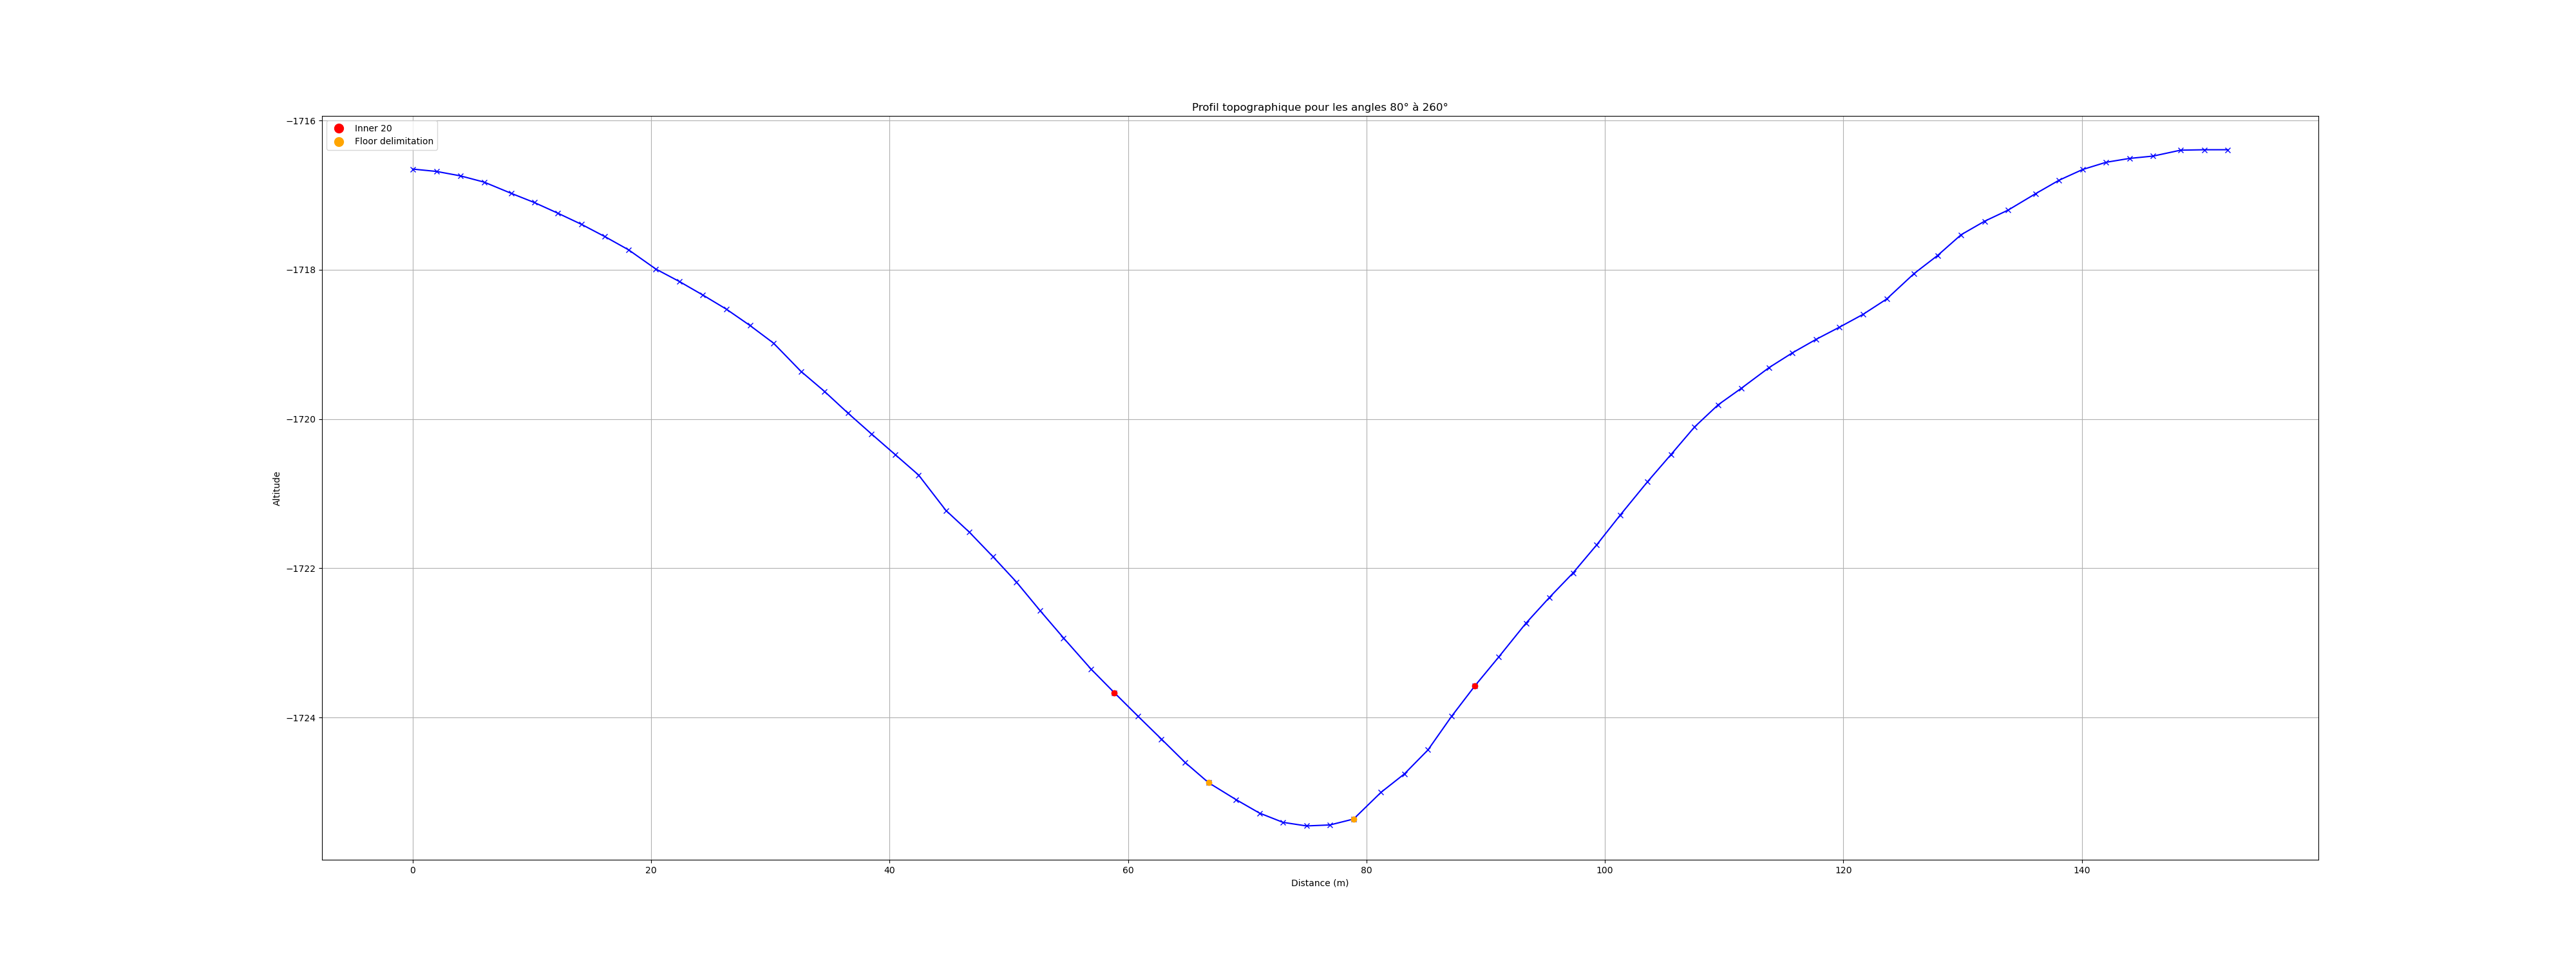 Profil topographique pour les angles 80° à 260°
Inner 20
Floor delimitation
Altitude
−1716
−1718
−1720
−1722
−1724
0 20 40 60 80 100 120 140
Distance (m)